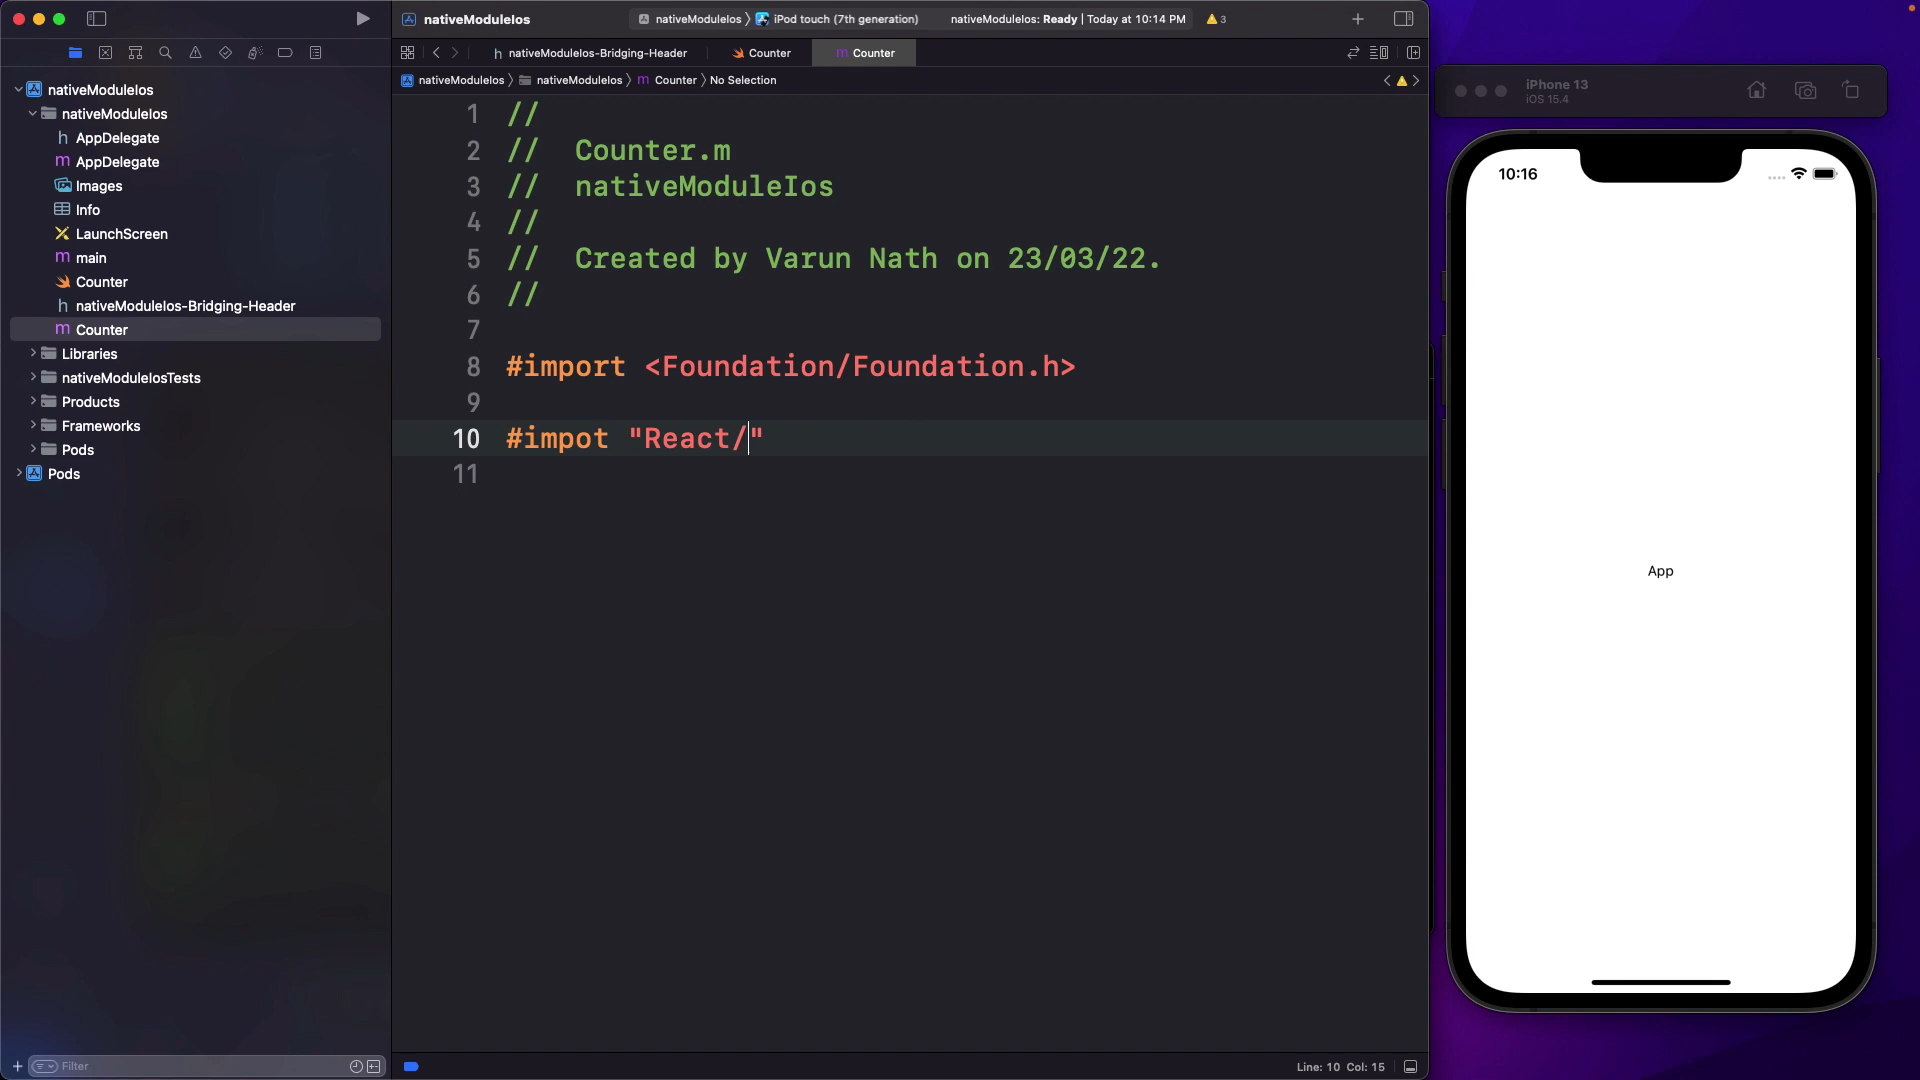 nativeModuleIos
nativeModuleIos
iPod touch (7th generation)
nativeModuleIos: Ready | Today at 10:14 PM
3
nativeModuleIos-Bridging-Header
Counter
Counter
nativeModuleIos
nativeModuleIos
Counter
No Selection
nativeModuleIos
nativeModuleIos
AppDelegate
AppDelegate
Images
Info
LaunchScreen
main
Counter
nativeModuleIos-Bridging-Header
Counter
Libraries
nativeModuleIosTests
Products
Frameworks
Pods
Pods
Filter
1 //
2 //  Counter.m
3 //  nativeModuleIos
4 //
5 //  Created by Varun Nath on 23/03/22.
6 //
7
8 #import <Foundation/Foundation.h>
9
10 #impot "React/"
11
Line: 10 Col: 15
iPhone 13
iOS 15.4
10:16
App